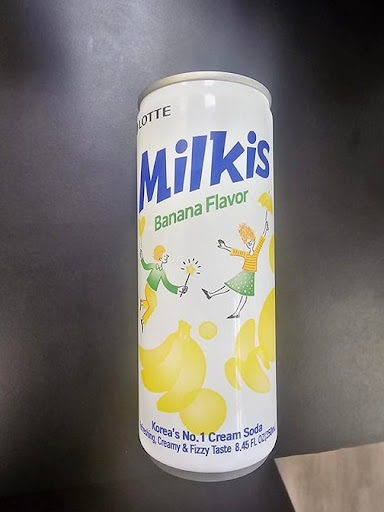 LOTTE
Milkis
Banana Flavor
Korea's No.1 Cream Soda
Creamy & Fizzy Taste 8.45 FL OZ